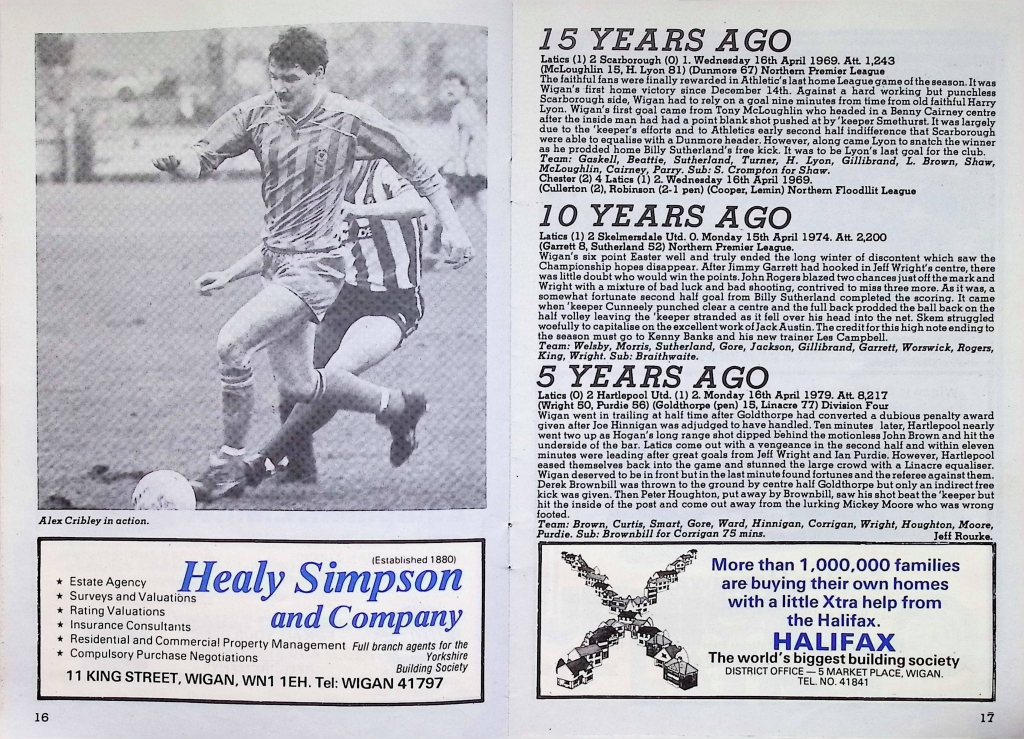 Alex Cribley in action.
(Established 1880)
Healy Simpson
and Company
★ Estate Agency
★ Surveys and Valuations
★ Rating Valuations
★ Insurance Consultants
★ Residential and Commercial Property Management
★ Compulsory Purchase Negotiations
Full branch agents for the
Yorkshire
Building Society
11 KING STREET, WIGAN, WN1 1EH. Tel: WIGAN 41797
16
15 YEARS AGO
Latics (1) 2 Scarborough (0) 1. Wednesday 16th April 1969. Att. 1,243
(McLoughlin 15, H. Lyon 81) (Dunmore 67) Northern Premier League
The faithful fans were finally rewarded in Athletic's last home League game of the season. It was
Wigan's first home victory since December 14th. Against a hard working but punchless
Scarborough side, Wigan had to rely on a goal nine minutes from time from old faithful Harry
Lyon. Wigan's first goal came from Tony McLoughlin who headed in a Benny Cairney centre
after the inside man had had a point blank shot pushed at by 'keeper Smethurst. It was largely
due to the 'keeper's efforts and to Athletics early second half indifference that Scarborough
were able to equalise with a Dunmore header. However, along came Lyon to snatch the winner
as he prodded home Billy Sutherland's free kick. It was to be Lyon's last goal for the club.
Team: Gaskell, Beattie, Sutherland, Turner, H. Lyon, Gillibrand, L. Brown, Shaw,
McLoughlin, Cairney, Parry. Sub: S. Crompton for Shaw.
Chester (2) 4 Latics (1) 2. Wednesday 16th April 1969.
(Cullerton (2), Robinson (2-1 pen) (Cooper, Lemin) Northern Floodllit League
10 YEARS AGO
Latics (1) 2 Skelmersdale Utd. 0. Monday 15th April 1974. Att. 2,200
(Garrett 8, Sutherland 52) Northern Premier League.
Wigan's six point Easter well and truly ended the long winter of discontent which saw the
Championship hopes disappear. After Jimmy Garrett had hooked in Jeff Wright's centre, there
was little doubt who would win the points. John Rogers blazed two chances just off the mark and
Wright with a mixture of bad luck and bad shooting, contrived to miss three more. As it was, a
somewhat fortunate second half goal from Billy Sutherland completed the scoring. It came
when 'keeper Cunneely punched clear a centre and the full back prodded the ball back on the
half volley leaving the 'keeper stranded as it fell over his head into the net. Skem struggled
woefully to capitalise on the excellent work of Jack Austin. The credit for this high note ending to
the season must go to Kenny Banks and his new trainer Les Campbell.
Team: Welsby, Morris, Sutherland, Gore, Jackson, Gillibrand, Garrett, Worswick, Rogers,
King, Wright. Sub: Braithwaite.
5 YEARS AGO
Latics (0) 2 Hartlepool Utd. (1) 2. Monday 16th April 1979. Att. 8,217
(Wright 50, Purdie 56) (Goldthorpe (pen) 15, Linacre 77) Division Four
Wigan went in trailing at half time after Goldthorpe had converted a dubious penalty award
given after Joe Hinnigan was adjudged to have handled. Ten minutes later, Hartlepool nearly
went two up as Hogan's long range shot dipped behind the motionless John Brown and hit the
underside of the bar. Latics come out with a vengeance in the second half and within eleven
minutes were leading after great goals from Jeff Wright and Ian Purdie. However, Hartlepool
eased themselves back into the game and stunned the large crowd with a Linacre equaliser.
Wigan deserved to be in front but in the last minute found fortunes and the referee against them.
Derek Brownbill was thrown to the ground by centre half Goldthorpe but only an indirect free
kick was given. Then Peter Houghton, put away by Brownbill, saw his shot beat the 'keeper but
hit the inside of the post and come out away from the lurking Mickey Moore who was wrong
footed.
Team: Brown, Curtis, Smart, Gore, Ward, Hinnigan, Corrigan, Wright, Houghton, Moore,
Purdie. Sub: Brownbill for Corrigan 75 mins.
Jeff Rourke.
More than 1,000,000 families
are buying their own homes
with a little Xtra help from
the Halifax.
HALIFAX
The world's biggest building society
DISTRICT OFFICE — 5 MARKET PLACE, WIGAN.
TEL. NO. 41841
17